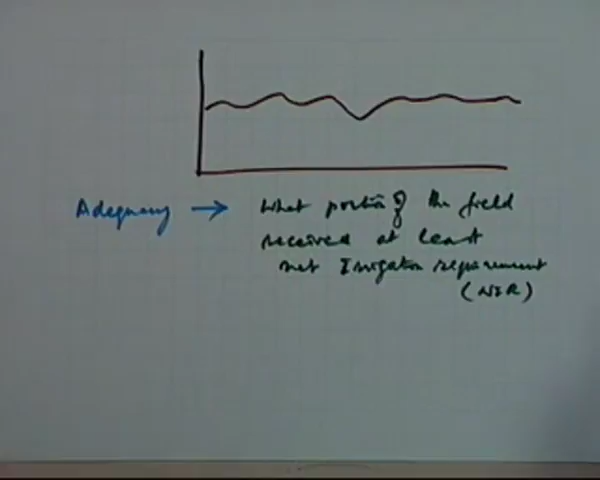 Adequacy → What portion of the field
received at least
net Irrigation requirement
(NIR)